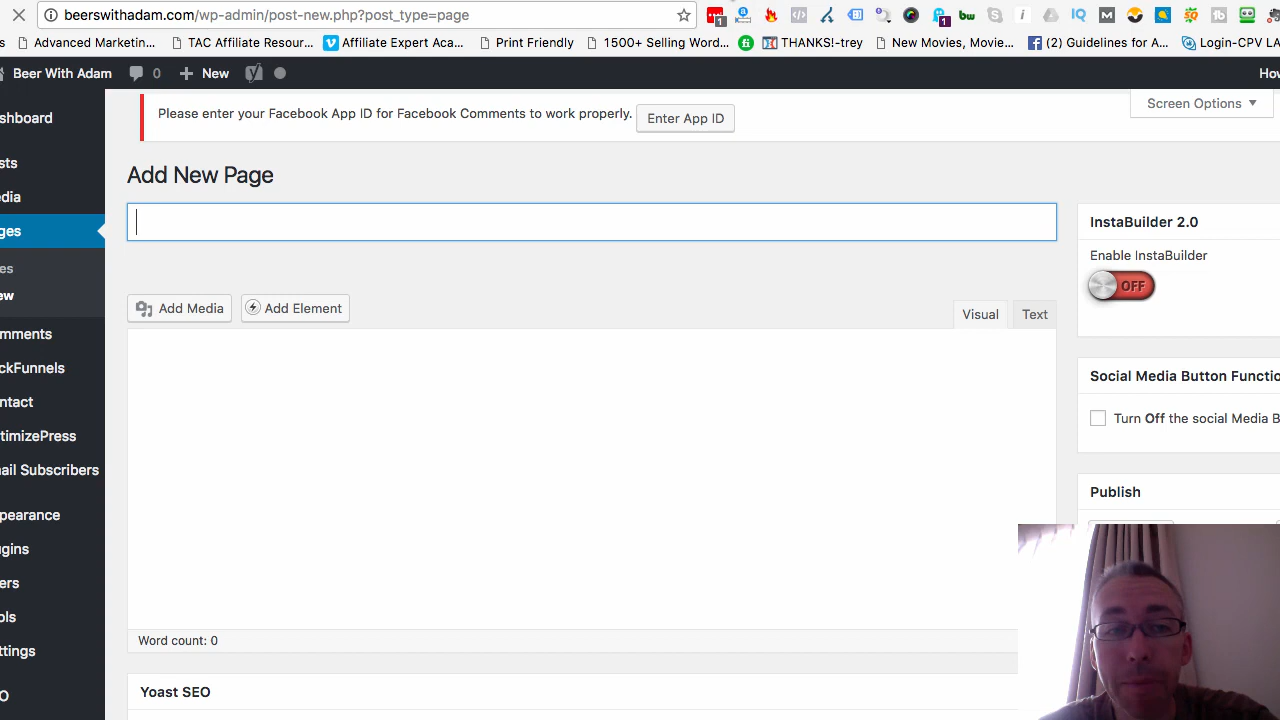 beerswithadam.com/wp-admin/post-new.php?post_type=page
Advanced Marketin... TAC Affiliate Resour... Affiliate Expert Aca... Print Friendly 1500+ Selling Word... THANKS!-trey New Movies, Movie... (2) Guidelines for A... Login-CPV LA
Beer With Adam 0 New How
Please enter your Facebook App ID for Facebook Comments to work properly. Enter App ID
Screen Options
shboard
sts
dia
ges
es
ew
mments
ckFunnels
ntact
timizePress
ail Subscribers
pearance
ugins
ers
ols
ttings
O
Add New Page
Add Media Add Element
Visual Text
Word count: 0
Yoast SEO
InstaBuilder 2.0
Enable InstaBuilder
OFF
Social Media Button Functio
Turn Off the social Media B
Publish